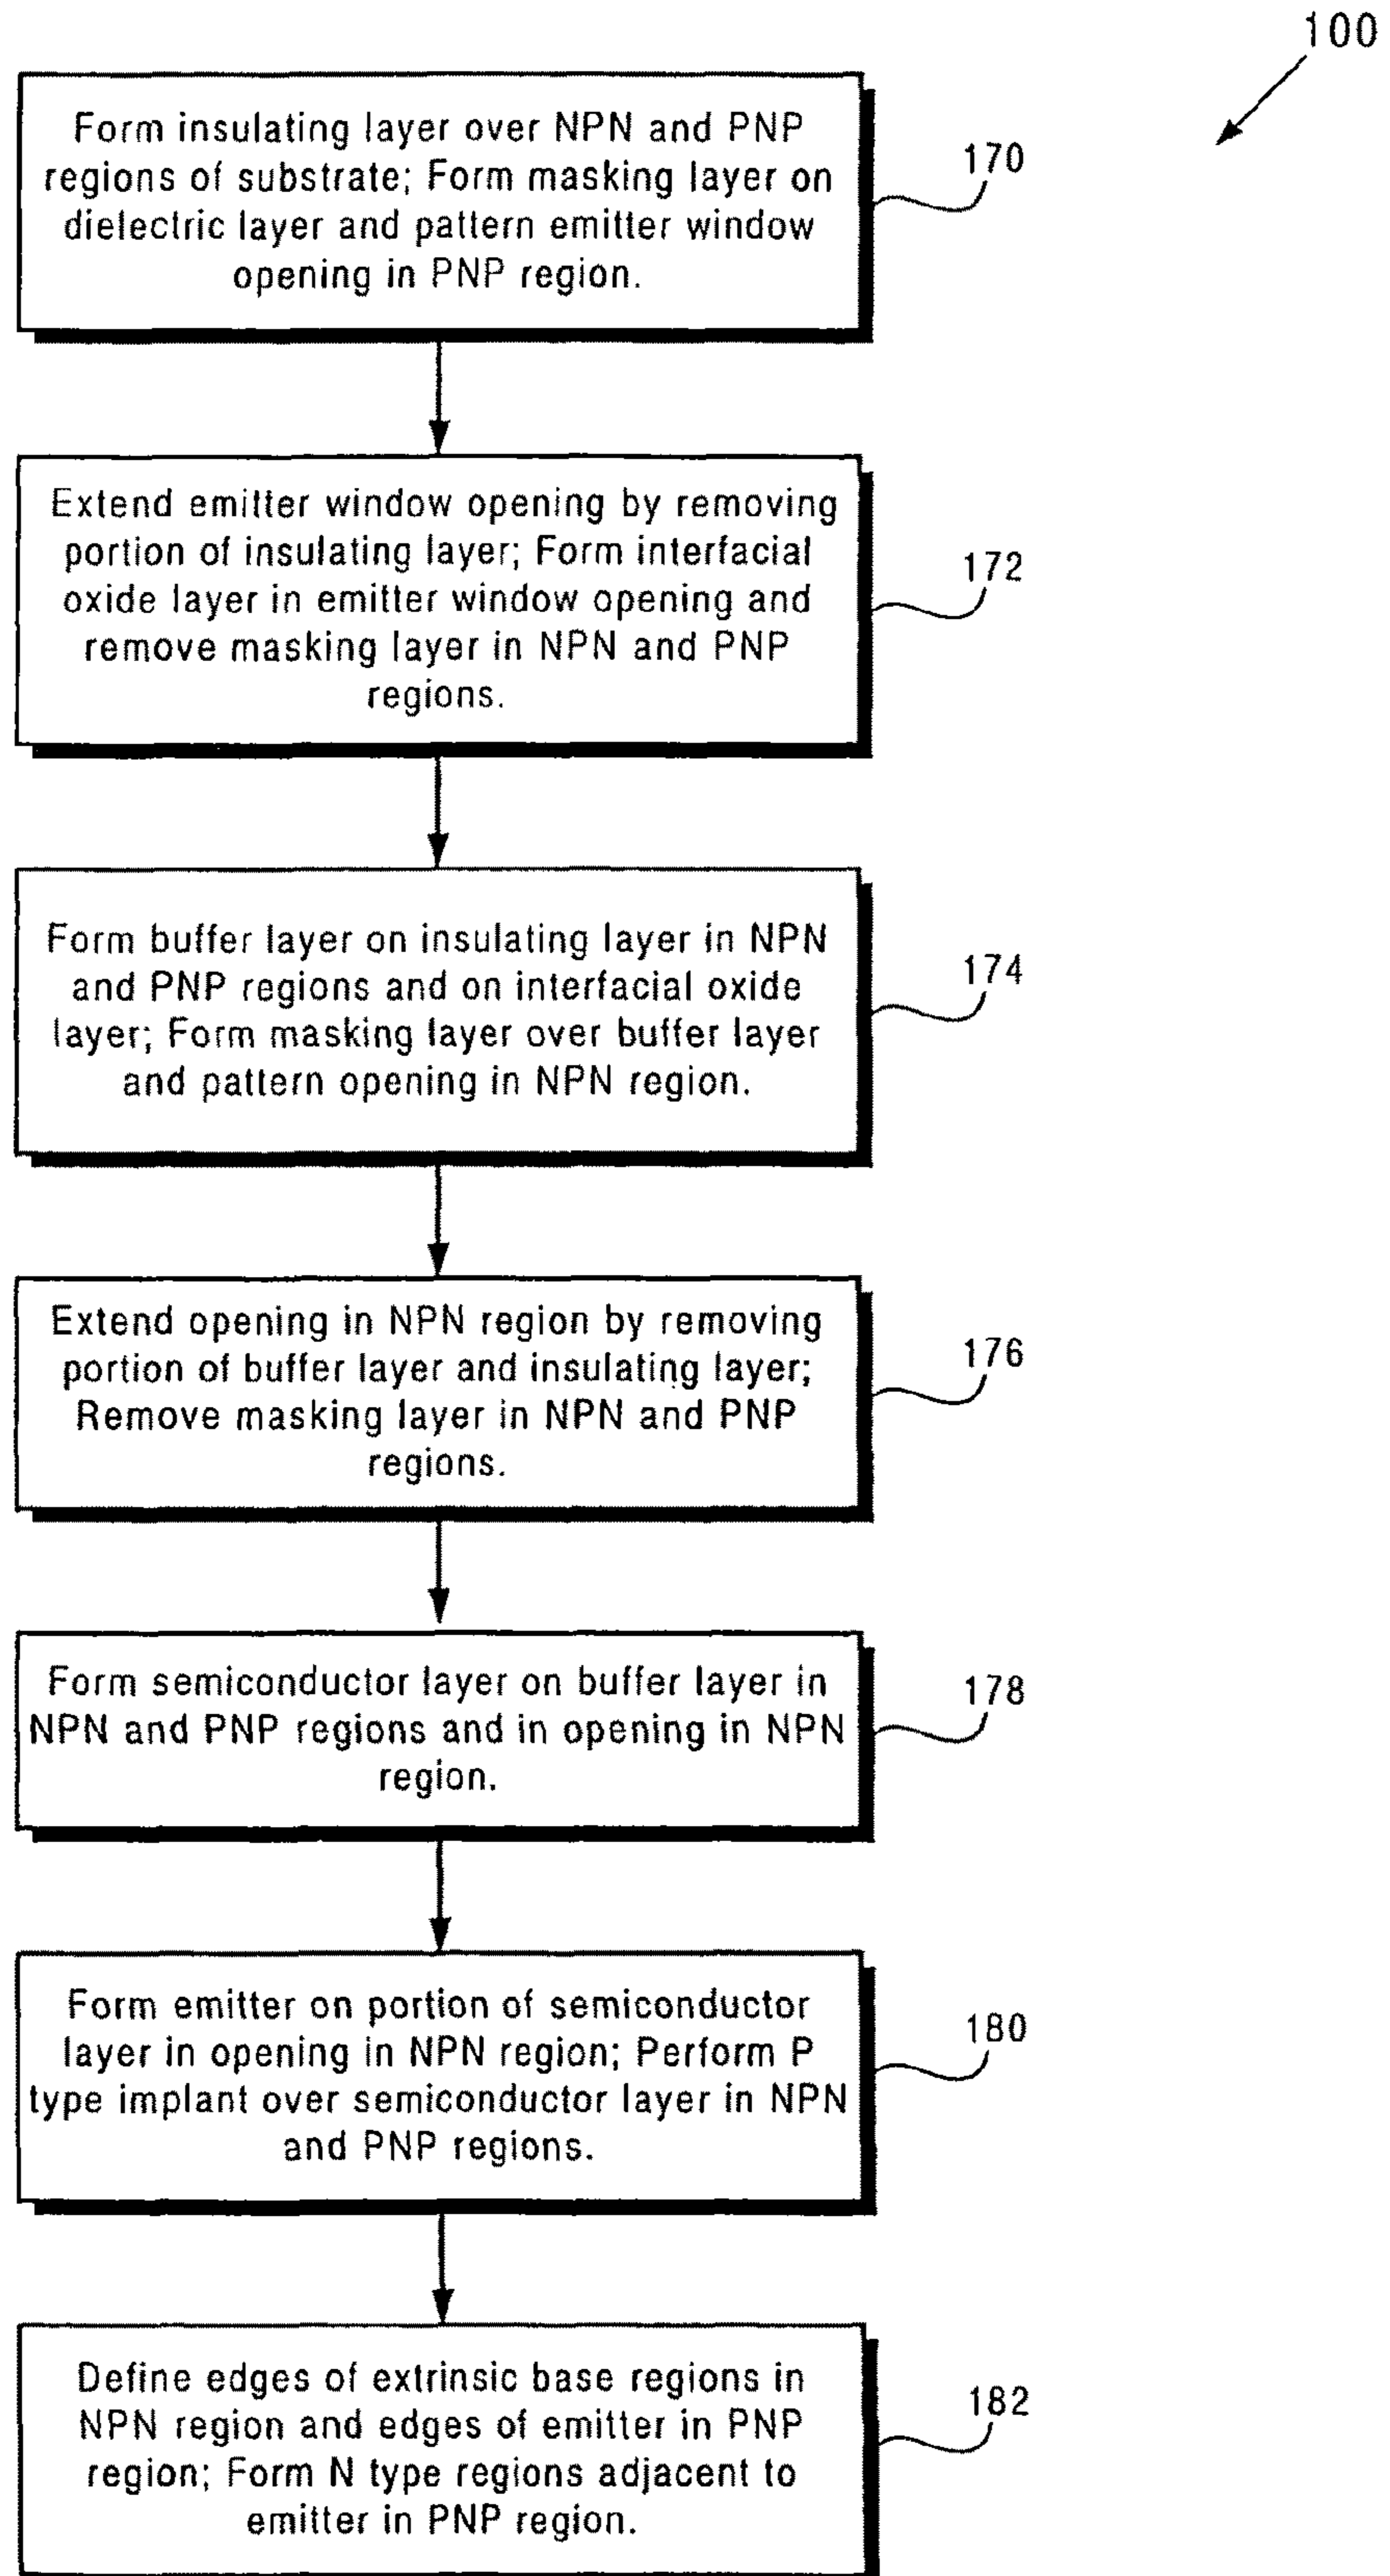 100
Form insulating layer over NPN and PNP
regions of substrate; Form masking layer on
dielectric layer and pattern emitter window
opening in PNP region.
170
Extend emitter window opening by removing
portion of insulating layer; Form interfacial
oxide layer in emitter window opening and
remove masking layer in NPN and PNP
regions.
172
Form buffer layer on insulating layer in NPN
and PNP regions and on interfacial oxide
layer; Form masking layer over buffer layer
and pattern opening in NPN region.
174
Extend opening in NPN region by removing
portion of buffer layer and insulating layer;
Remove masking layer in NPN and PNP
regions.
176
Form semiconductor layer on buffer layer in
NPN and PNP regions and in opening in NPN
region.
178
Form emitter on portion of semiconductor
layer in opening in NPN region; Perform P
type implant over semiconductor layer in NPN
and PNP regions.
180
Define edges of extrinsic base regions in
NPN region and edges of emitter in PNP
region; Form N type regions adjacent to
emitter in PNP region.
182